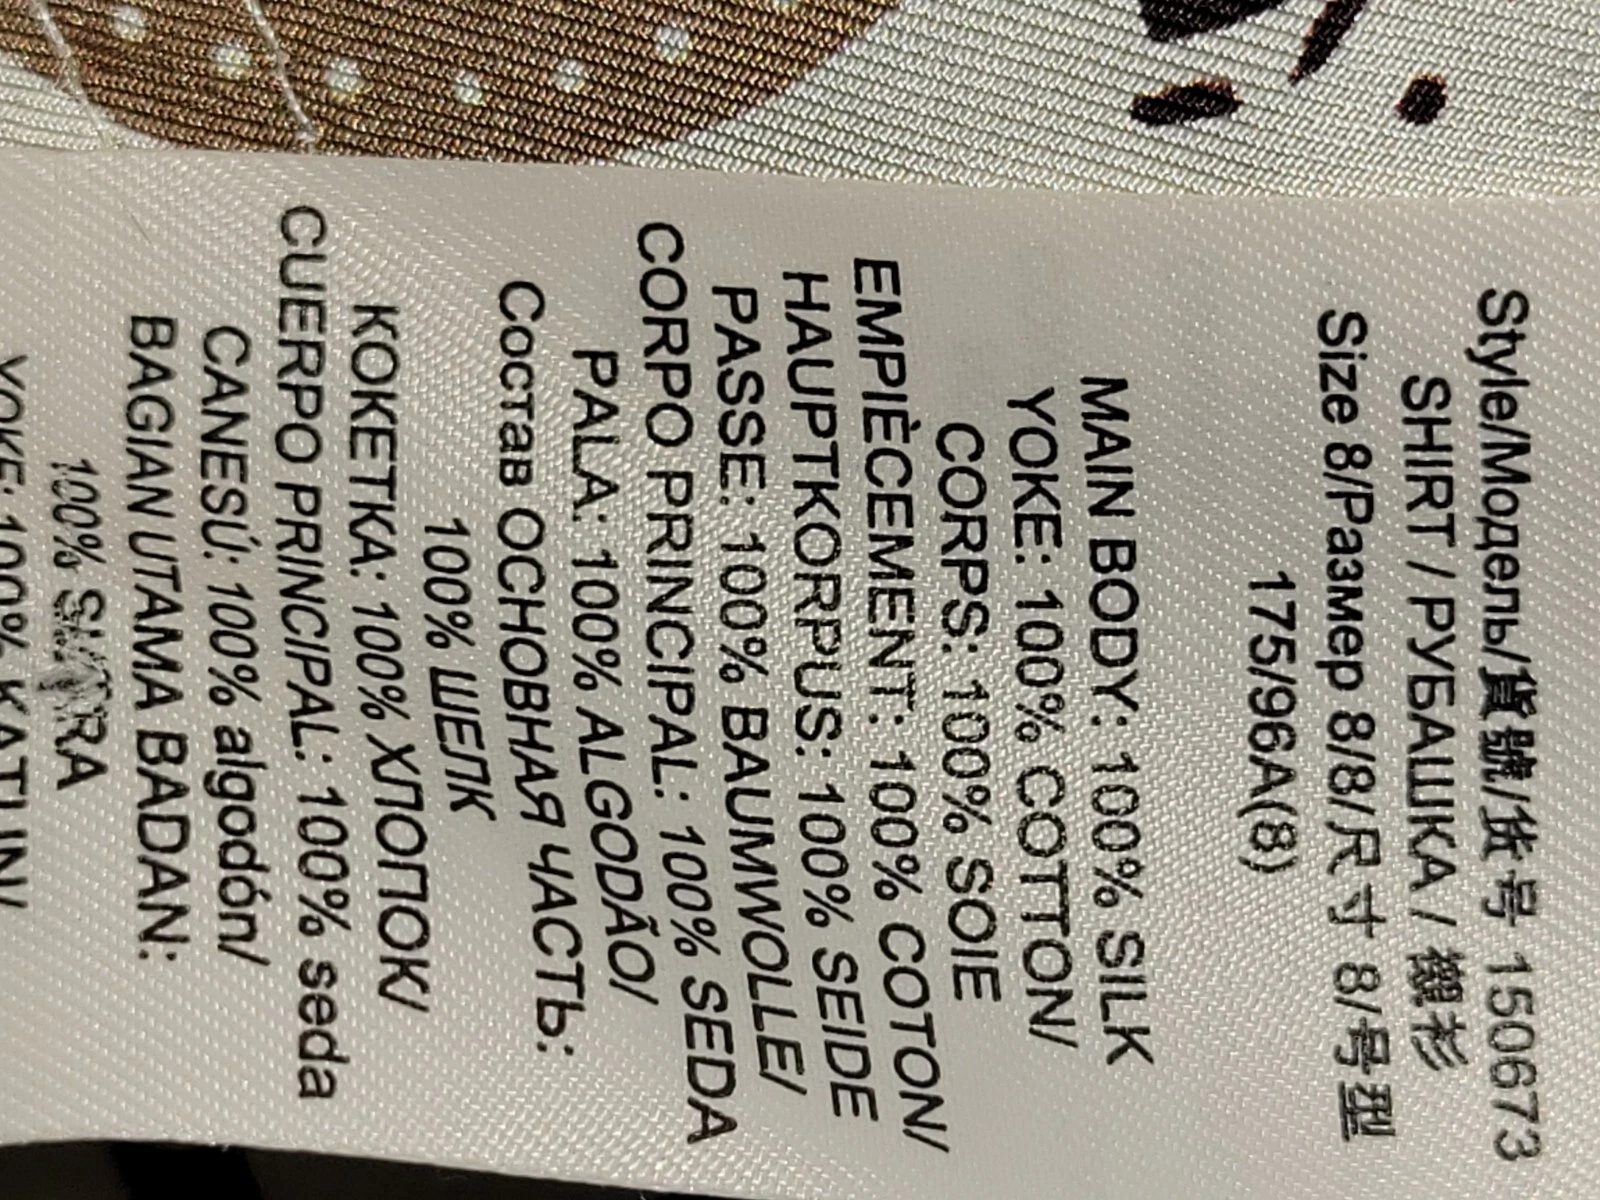 Style/Модель/貨號/货号 150673
SHIRT / РУБАШКА / 襯衫
Size 8/Размер 8/8/尺寸 8/号型
175/96A(8)
MAIN BODY: 100% SILK
YOKE: 100% COTTON/
CORPS: 100% SOIE
EMPIÈCEMENT: 100% COTON/
HAUPTKORPUS: 100% SEIDE
PASSE: 100% BAUMWOLLE/
CORPO PRINCIPAL: 100% SEDA
PALA: 100% ALGODÃO/
Состав ОСНОВНАЯ ЧАСТЬ:
100% ШЕЛК
КОКЕТКА: 100% ХЛОПОК/
CUERPO PRINCIPAL: 100% seda
CANESÚ: 100% algodón/
BAGIAN UTAMA BADAN:
100%
YOKE: 100% KATUN/